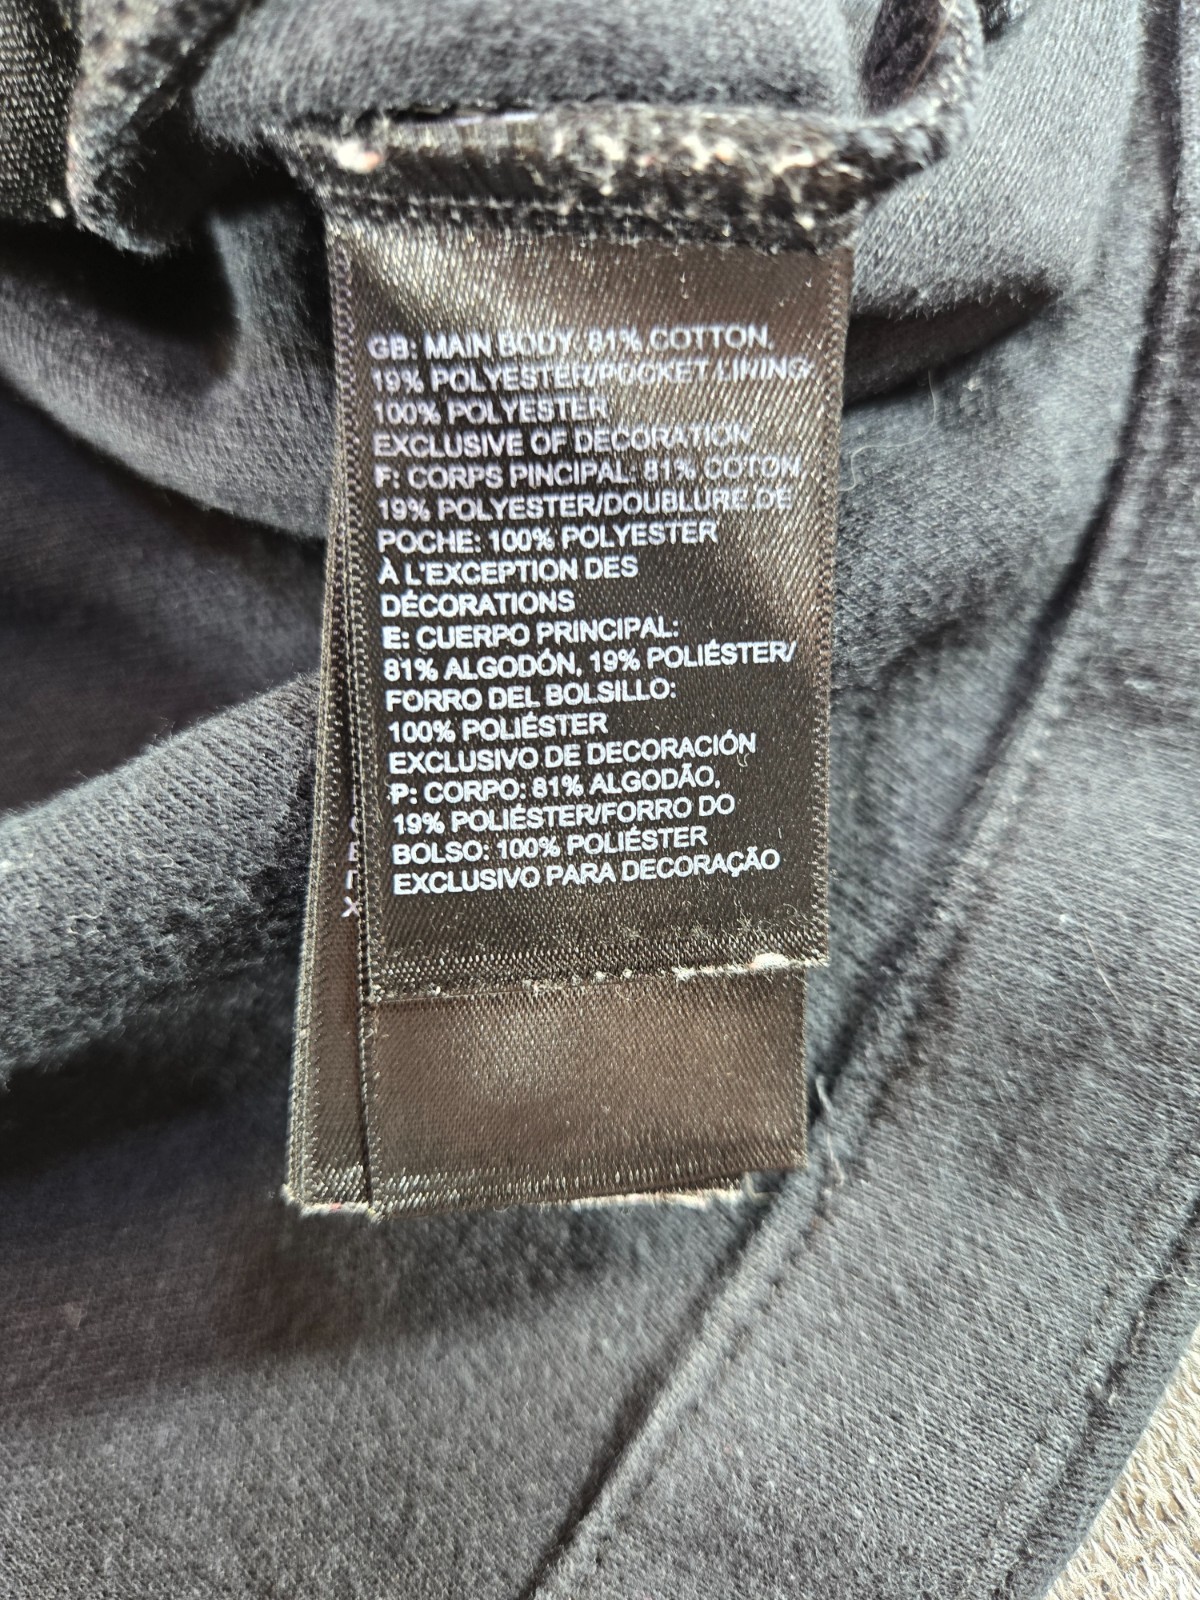 GB: MAIN BODY: 81% COTTON,
19% POLYESTER/POCKET LINING:
100% POLYESTER
EXCLUSIVE OF DECORATION
F: CORPS PINCIPAL: 81% COTON,
19% POLYESTER/DOUBLURE DE
POCHE: 100% POLYESTER
À L'EXCEPTION DES
DÉCORATIONS
E: CUERPO PRINCIPAL:
81% ALGODÓN, 19% POLIÉSTER/
FORRO DEL BOLSILLO:
100% POLIÉSTER
EXCLUSIVO DE DECORACIÓN
P: CORPO: 81% ALGODÃO,
19% POLIÉSTER/FORRO DO
BOLSO: 100% POLIÉSTER
EXCLUSIVO PARA DECORAÇÃO